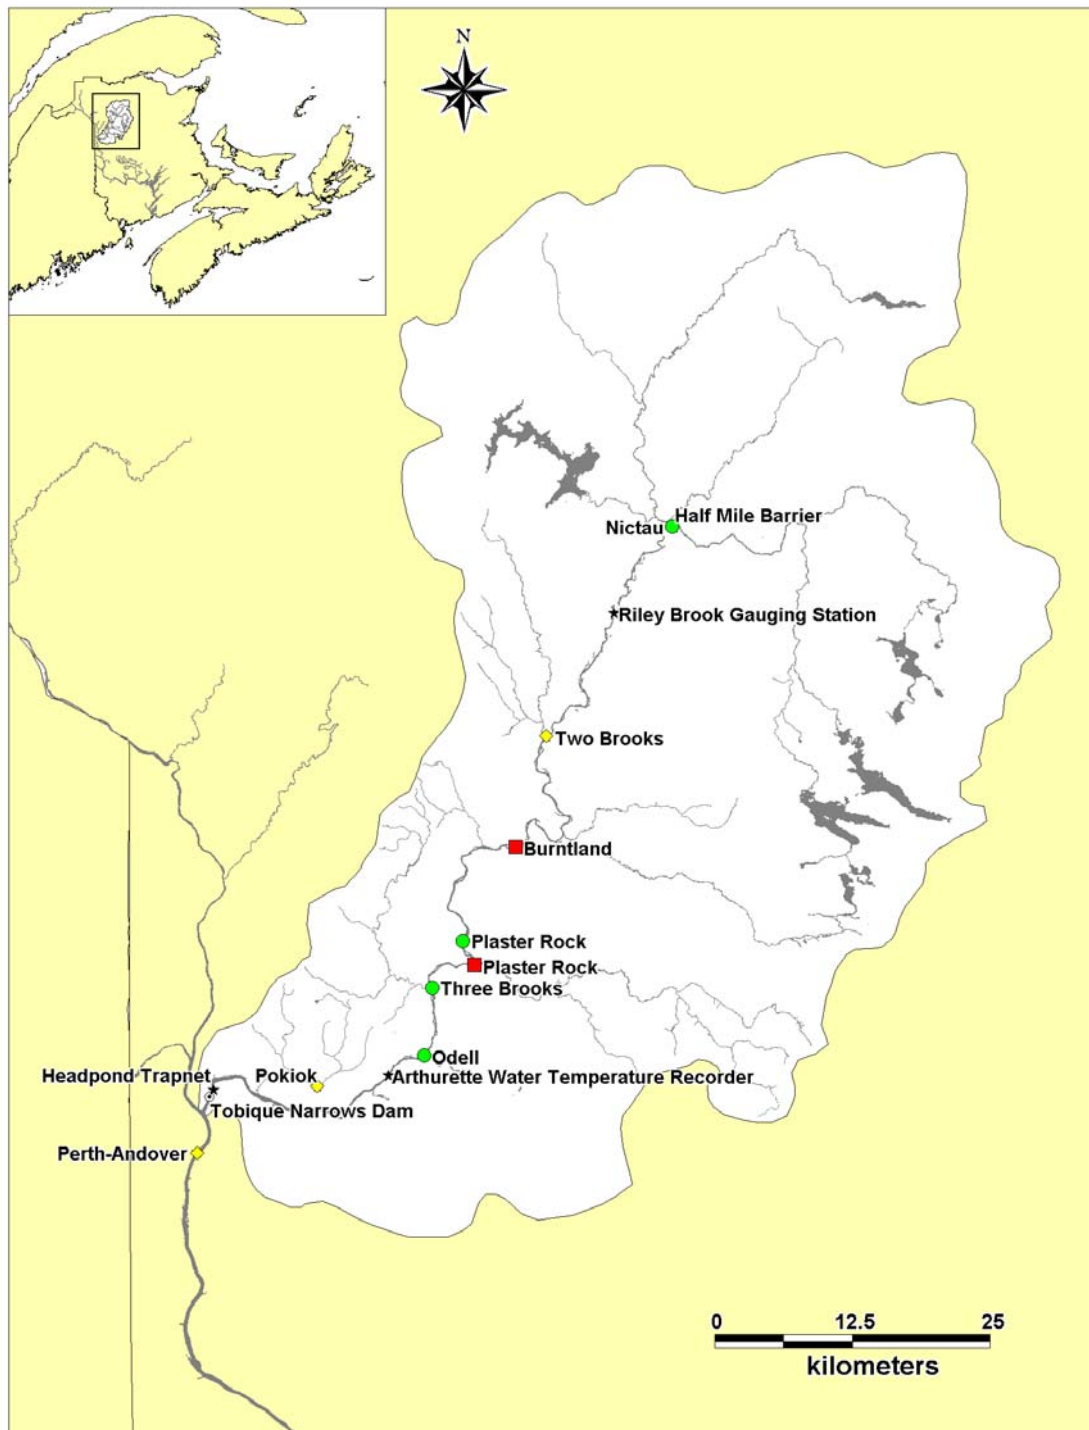 N
Half Mile Barrier
Nictau
Riley Brook Gauging Station
Two Brooks
Burntland
Plaster Rock
Plaster Rock
Three Brooks
Odell
Headpond Trapnet
Pokiok
Arthurette Water Temperature Recorder
Tobique Narrows Dam
Perth-Andover
0 12.5 25
kilometers